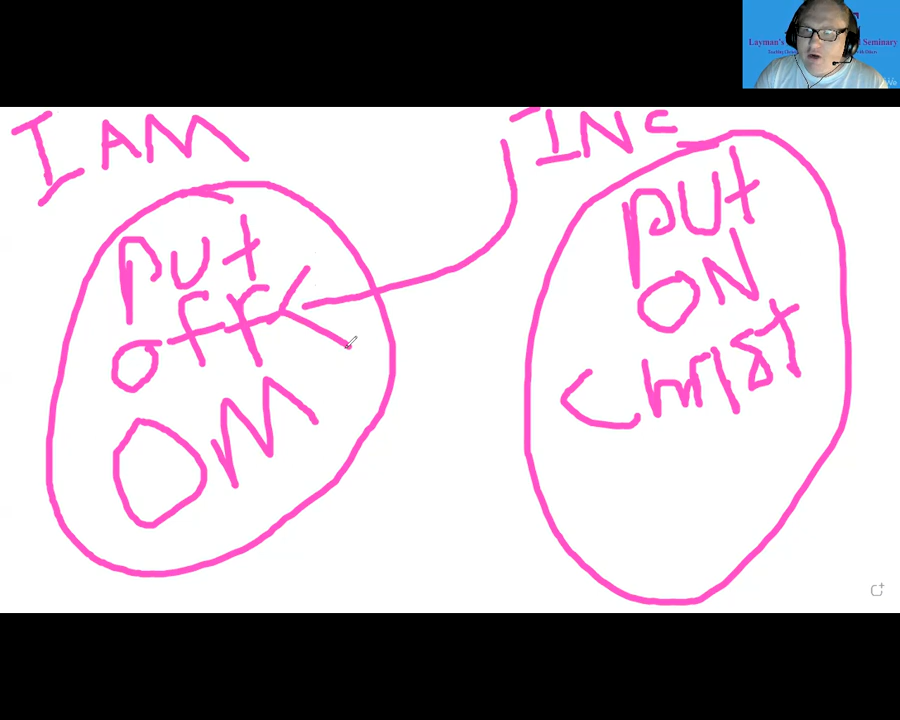 I AM
put
off
OM
INC
put
ON
Christ
Layman's
Seminary